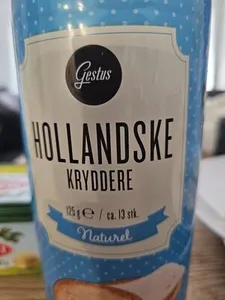 Gestus
HOLLANDSKE
KRYDDERE
125 g ℮ / ca. 13 stk.
Naturel